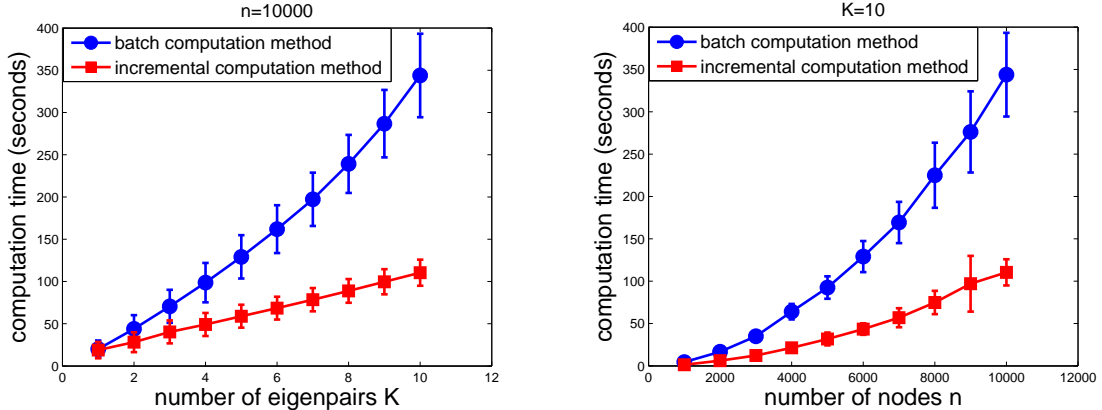 n=10000
batch computation method
incremental computation method
computation time (seconds)
400
350
300
250
200
150
100
50
0
0 2 4 6 8 10 12
number of eigenpairs K
K=10
batch computation method
incremental computation method
computation time (seconds)
400
350
300
250
200
150
100
50
0
0 2000 4000 6000 8000 10000 12000
number of nodes n